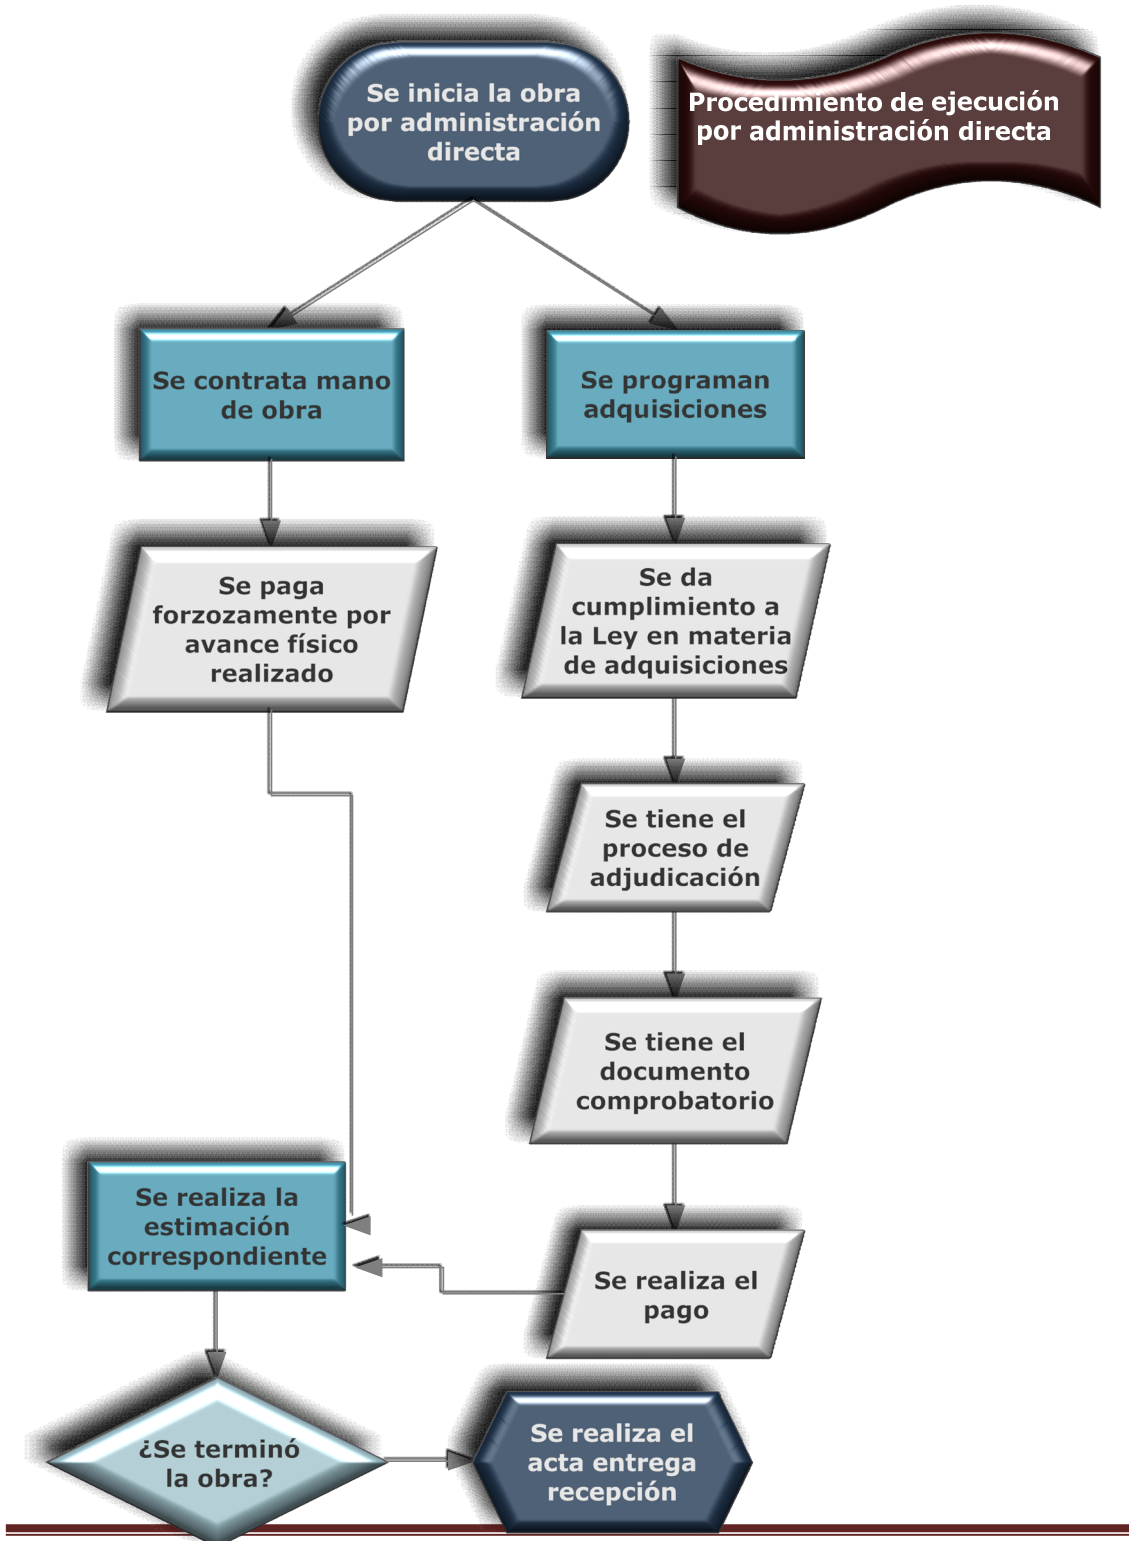 Se inicia la obra
por administración
directa
Procedimiento de ejecución
por administración directa
Se contrata mano
de obra
Se programan
adquisiciones
Se paga
forzozamente por
avance físico
realizado
Se da
cumplimiento a
la Ley en materia
de adquisiciones
Se tiene el
proceso de
adjudicación
Se tiene el
documento
comprobatorio
Se realiza la
estimación
correspondiente
Se realiza el
pago
¿Se terminó
la obra?
Se realiza el
acta entrega
recepción